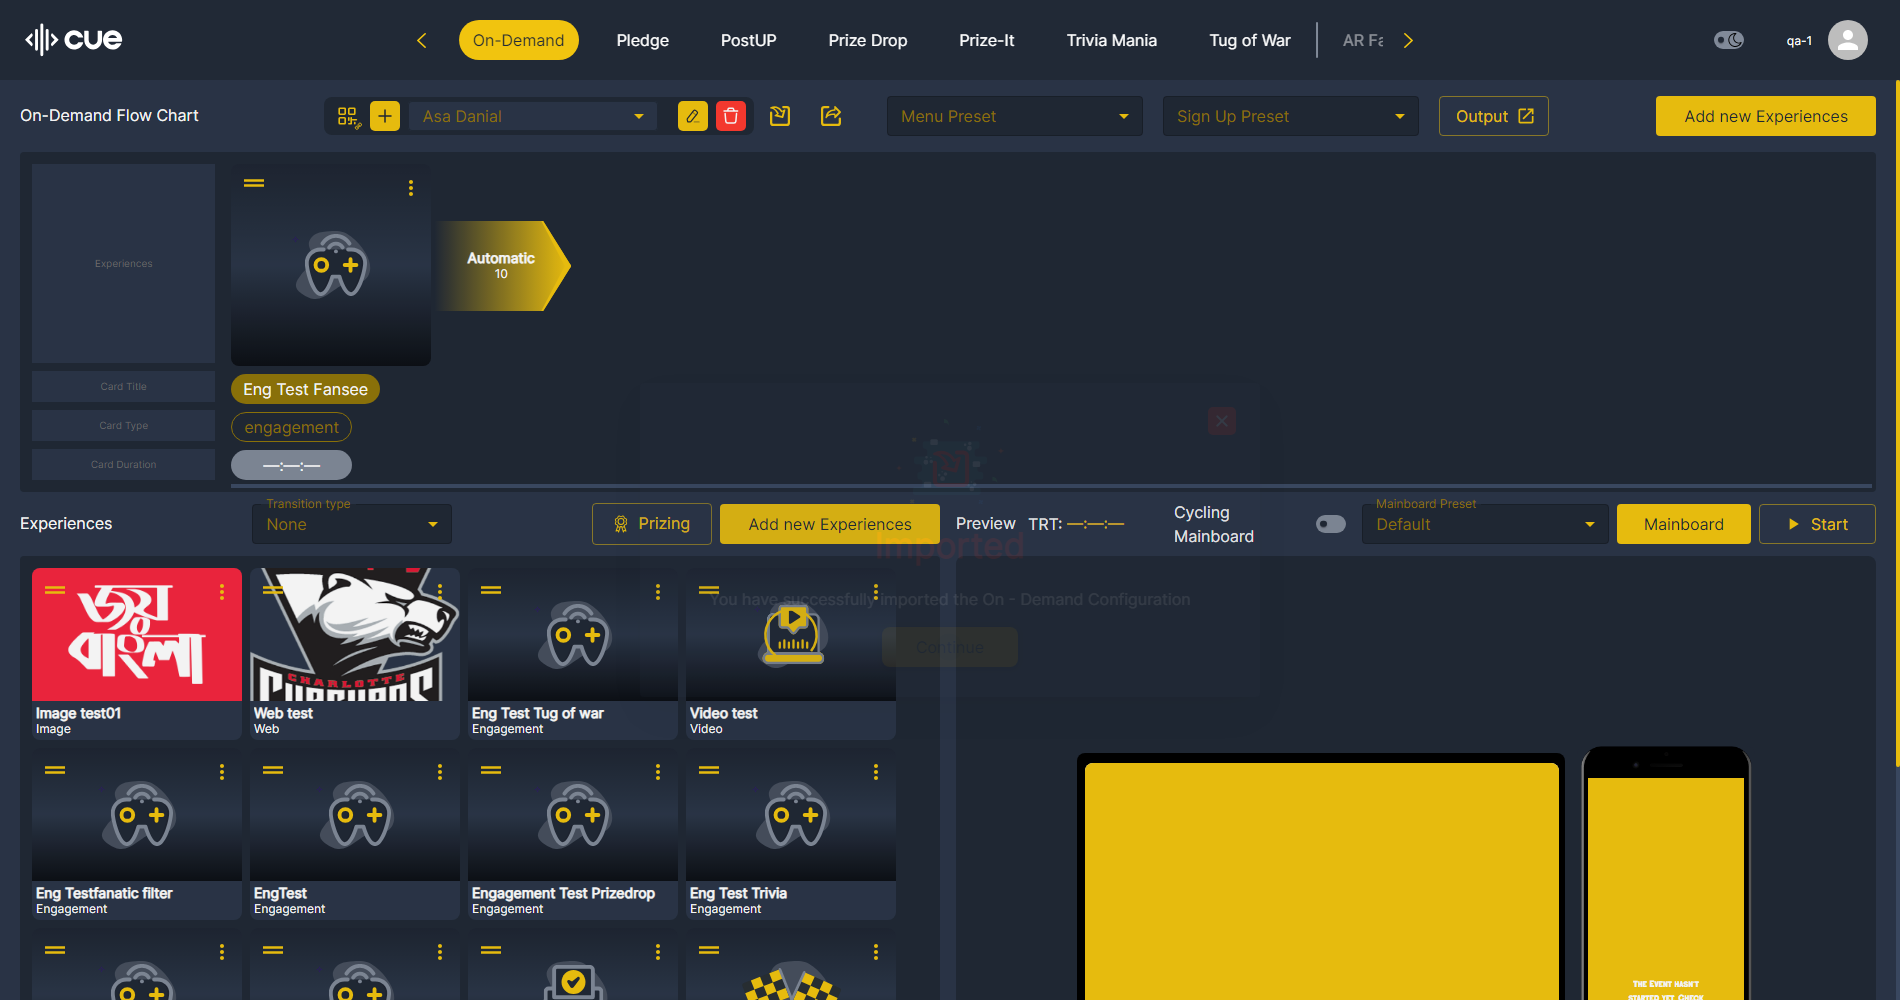 cue
On-Demand
Pledge
PostUP
Prize Drop
Prize-It
Trivia Mania
Tug of War
AR Fa
qa-1
On-Demand Flow Chart
Asa Danial
Menu Preset
Sign Up Preset
Output
Add new Experiences
Experiences
Automatic
10
Card Title
Eng Test Fansee
Card Type
engagement
Card Duration
—:—:—
Experiences
Transition type
None
Prizing
Add new Experiences
Preview
TRT: —:—:—
Cycling
Mainboard
Mainboard Preset
Default
Mainboard
Start
Imported
You have successfully imported the On - Demand Configuration
Continue
জয়
বাংলা
Image test01
Image
CHARLOTTE
Web test
Web
Eng Test Tug of war
Engagement
Video test
Video
Eng Testfanatic filter
Engagement
EngTest
Engagement
Engagement Test Prizedrop
Engagement
Eng Test Trivia
Engagement
The Event hasn't
started yet. Check